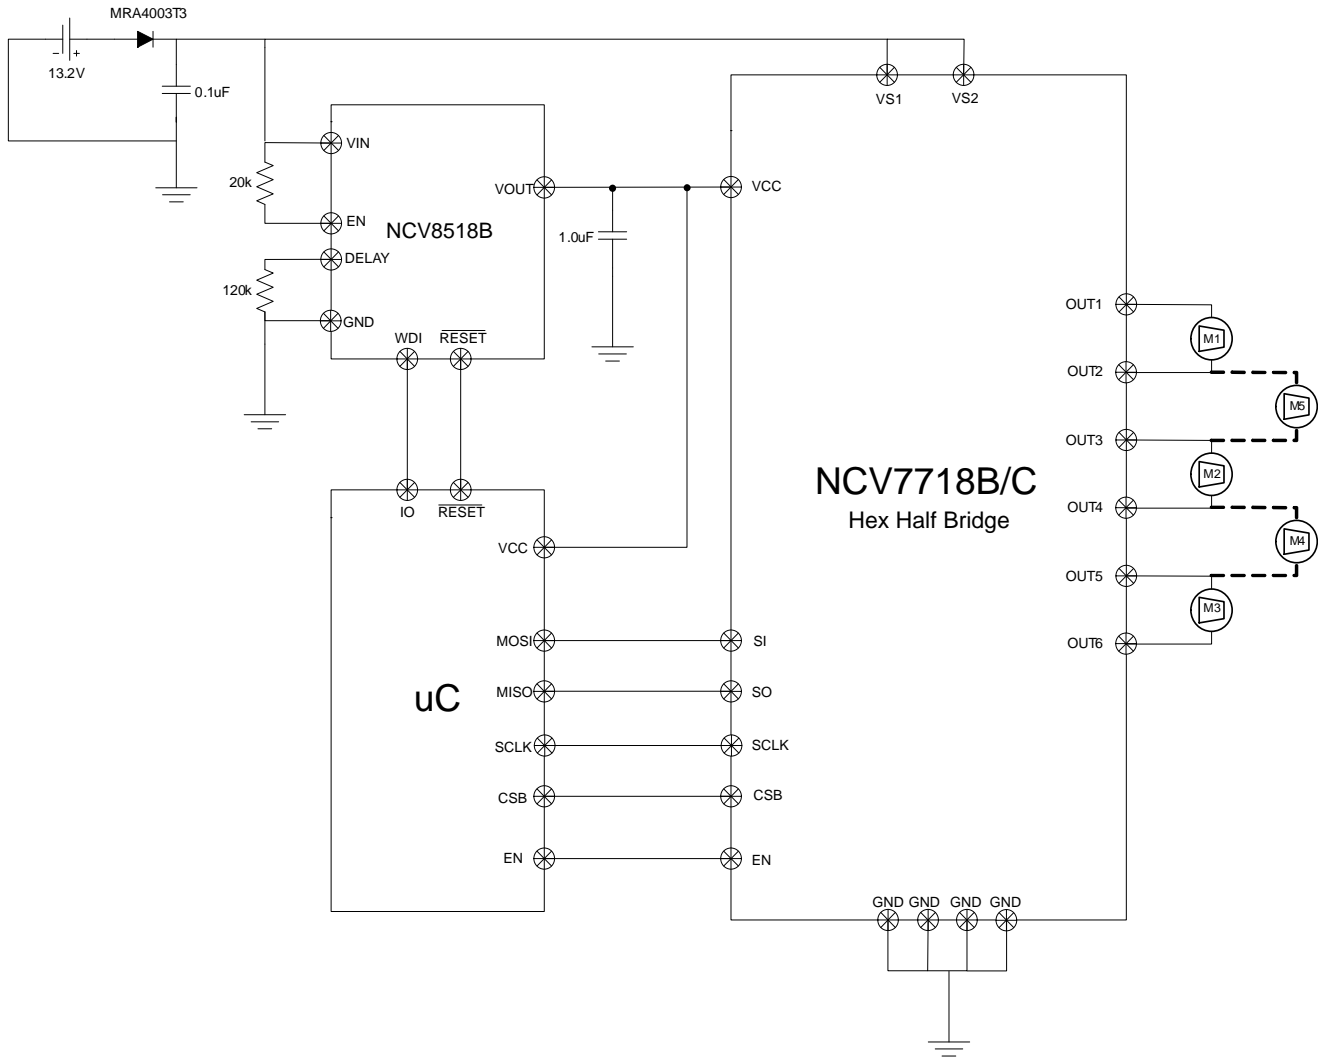 MRA4003T3
- +
13.2V
0.1uF
VS1
VS2
VIN
20k
VOUT
VCC
EN
NCV8518B
1.0uF
DELAY
120k
GND
WDI
RESET
OUT1
M1
OUT2
M5
OUT3
M2
NCV7718B/C
Hex Half Bridge
OUT4
M4
OUT5
M3
OUT6
IO
RESET
VCC
MOSI
SI
uC
MISO
SO
SCLK
SCLK
CSB
CSB
EN
EN
GND GND GND GND